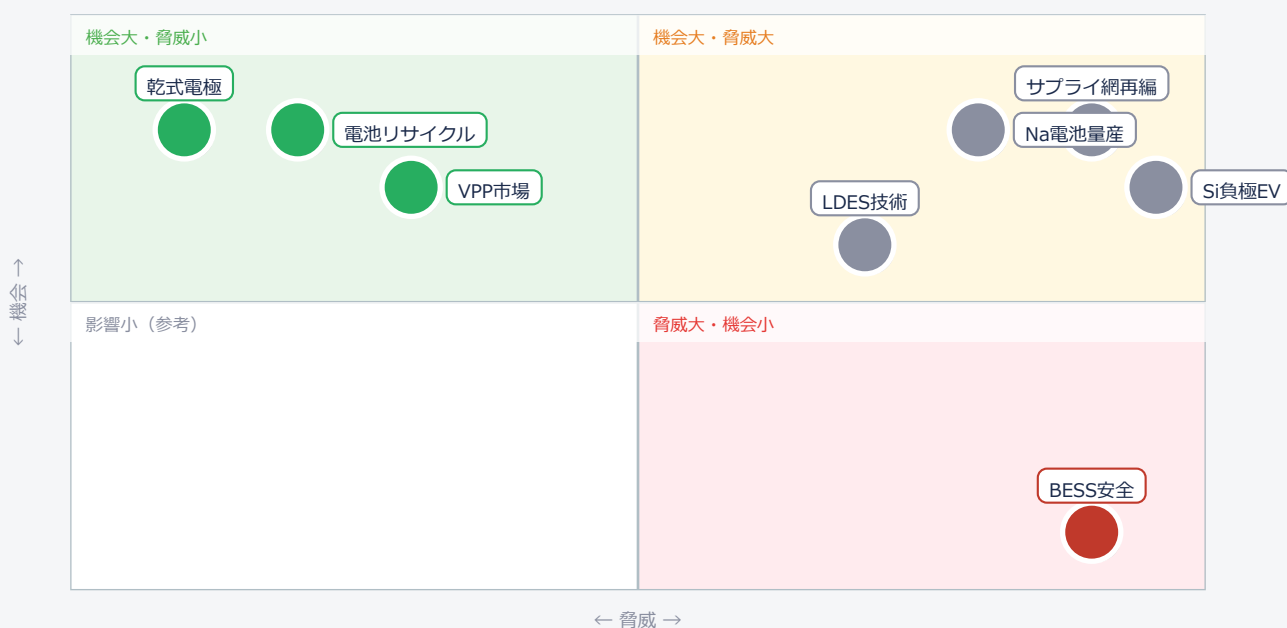 機会大・脅威小
機会大・脅威大
乾式電極
サプライ網再編
電池リサイクル
Na電池量産
VPP市場
Si負極EV
LDES技術
← 機会 →
影響小（参考）
脅威大・機会小
BESS安全
← 脅威 →